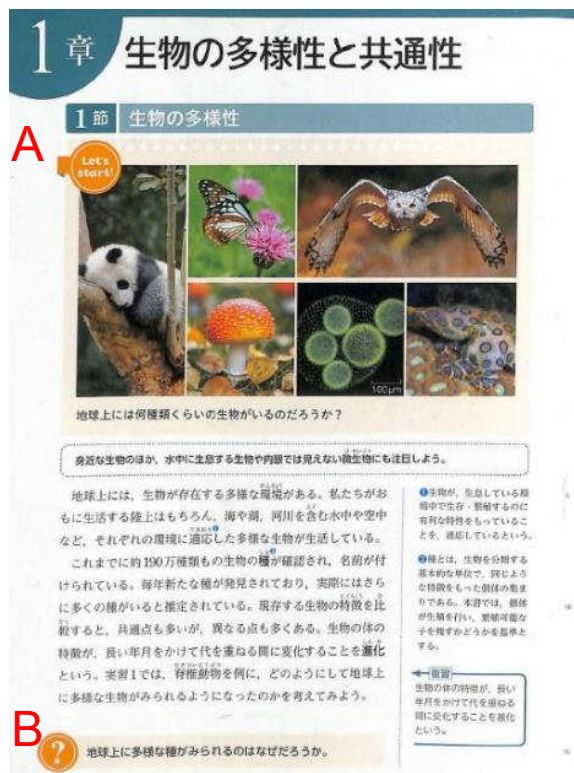 1章 生物の多様性と共通性
1節 生物の多様性
A
Let's
start!
100μm
地球上には何種類くらいの生物がいるのだろうか？
身近な生物のほか、水中に生息する生物や肉眼では見えない微生物にも注目しよう。
地球上には，生物が存在する多様な環境がある。私たちがお
もに生活する陸上はもちろん，海や湖，河川を含む水中や空中
など，それぞれの環境に適応❶した多様な生物が生活している。
これまでに約190万種類もの生物の種❷が確認され，名前が付
けられている。毎年新たな種が発見されており，実際にはさら
に多くの種がいると推定されている。現存する生物の特徴を比
較すると，共通点も多いが，異なる点も多くある。生物の体の
特徴が，長い年月をかけて代を重ねる間に変化することを進化
という。実習1では，脊椎動物を例に，どのようにして地球上
に多様な生物がみられるようになったのかを考えてみよう。
❶生物が，生息している環
境中で生存・繁殖するのに
有利な特性をもっているこ
とを，適応しているという。
❷種とは，生物を分類する
基本的な単位で，同じよう
な特徴をもった個体の集ま
りである。本書では，個体
が生殖を行い，繁殖可能な
子を残すかどうかを基準と
する。
復習
生物の体の特徴が，長い
年月をかけて代を重ねる
間に変化することを進化
という。
B
? 地球上に多様な種がみられるのはなぜだろうか。